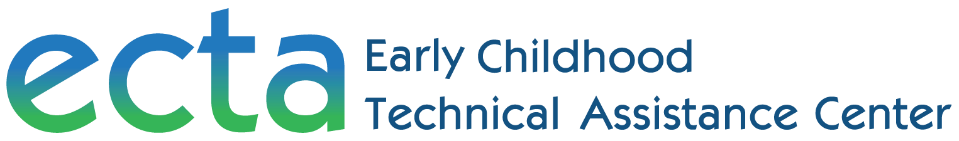 ecta
Early Childhood
Technical Assistance Center